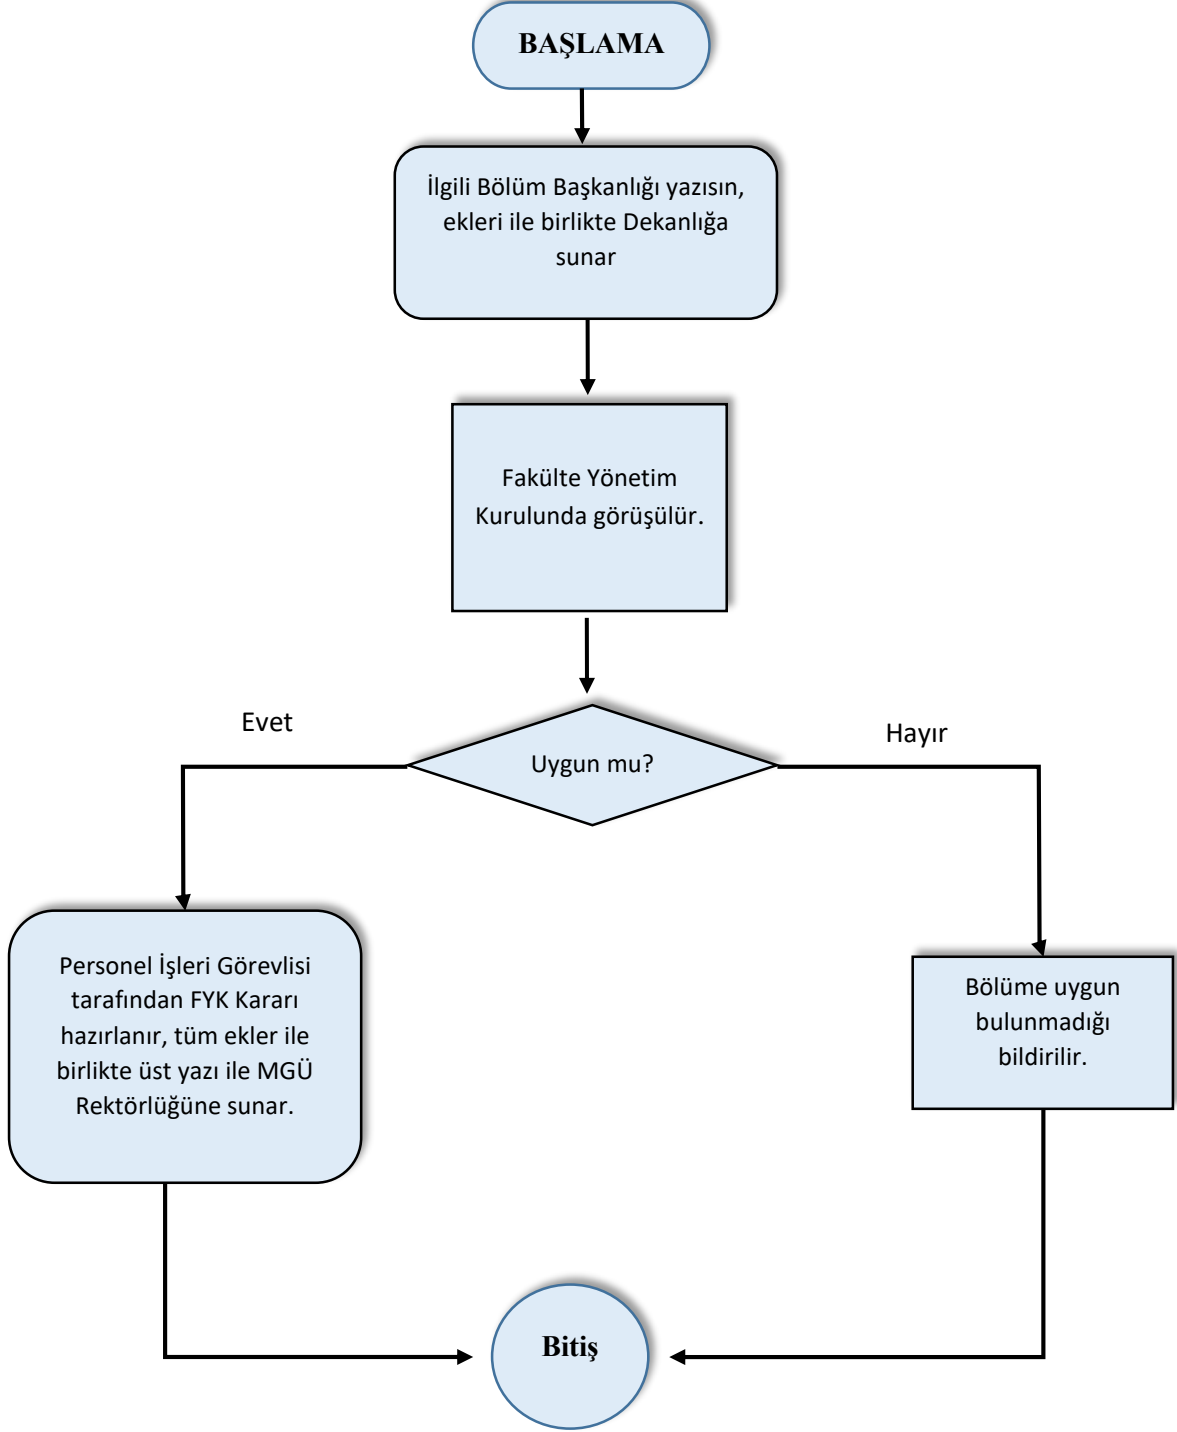 BAŞLAMA
İlgili Bölüm Başkanlığı yazısın,
ekleri ile birlikte Dekanlığa
sunar
Fakülte Yönetim
Kurulunda görüşülür.
Evet
Hayır
Uygun mu?
Personel İşleri Görevlisi
tarafından FYK Kararı
hazırlanır, tüm ekler ile
birlikte üst yazı ile MGÜ
Rektörlüğüne sunar.
Bölüme uygun
bulunmadığı
bildirilir.
Bitiş